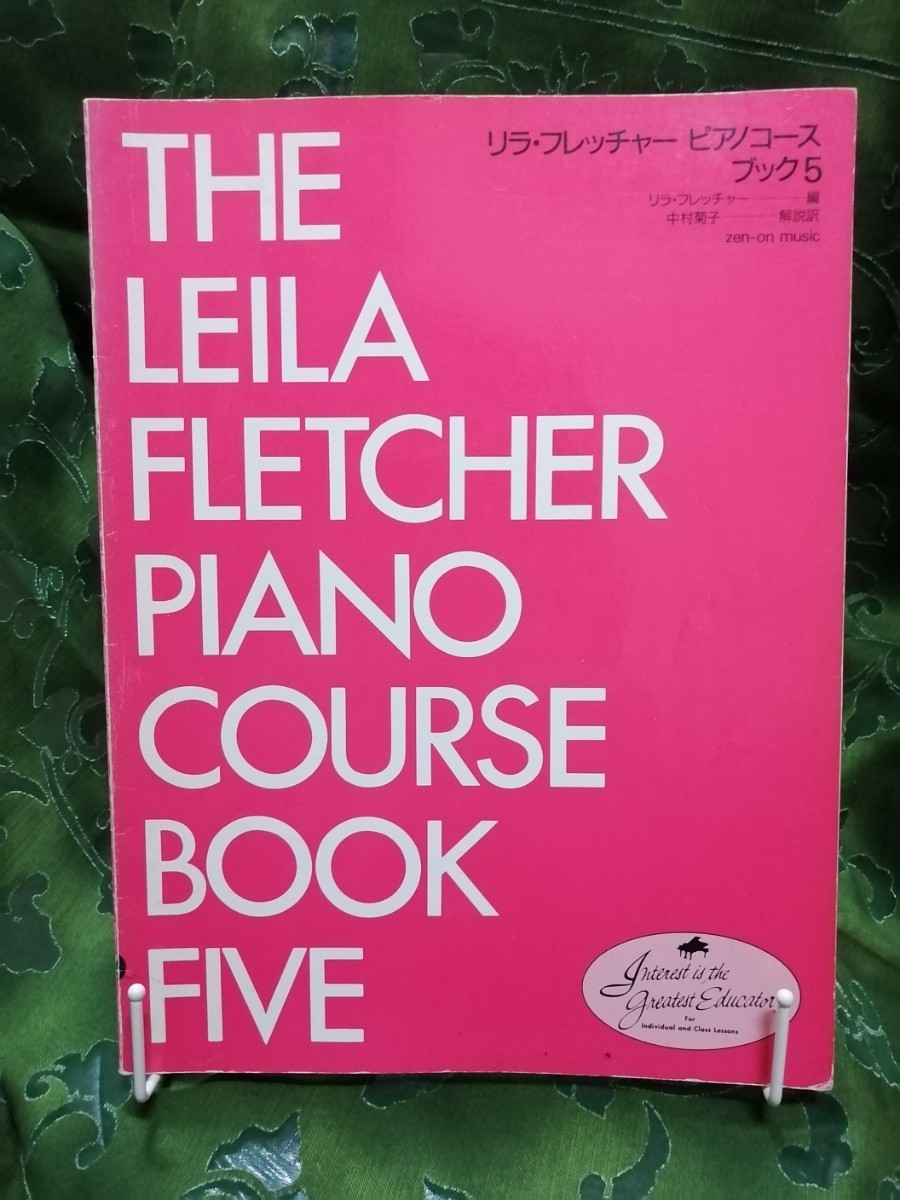 THE
LEILA
FLETCHER
PIANO
COURSE
BOOK
FIVE
リラ・フレッチャー ピアノコース
ブック5
リラ・フレッチャー――編
中村菊子――解説訳
zen-on music
Interest is the
Greatest Educator
For
Individual and Class Lessons